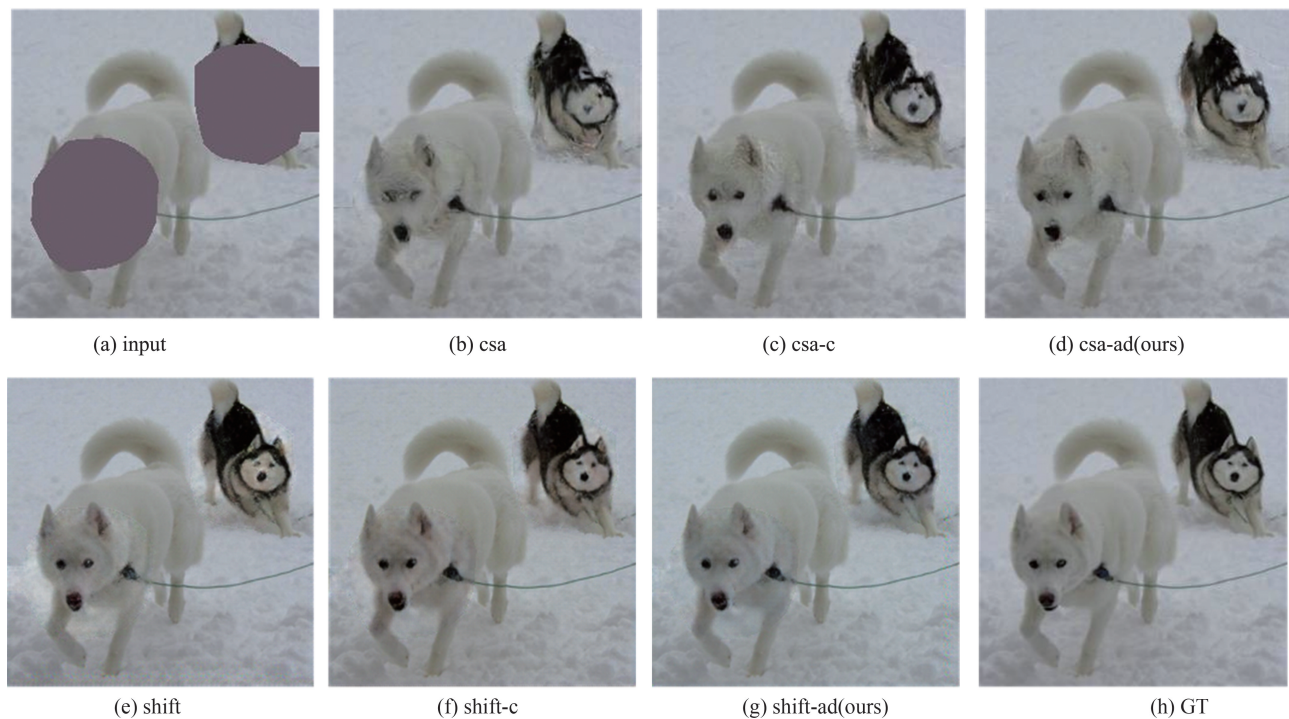 (a) input
(b) csa
(c) csa-c
(d) csa-ad(ours)
(e) shift
(f) shift-c
(g) shift-ad(ours)
(h) GT